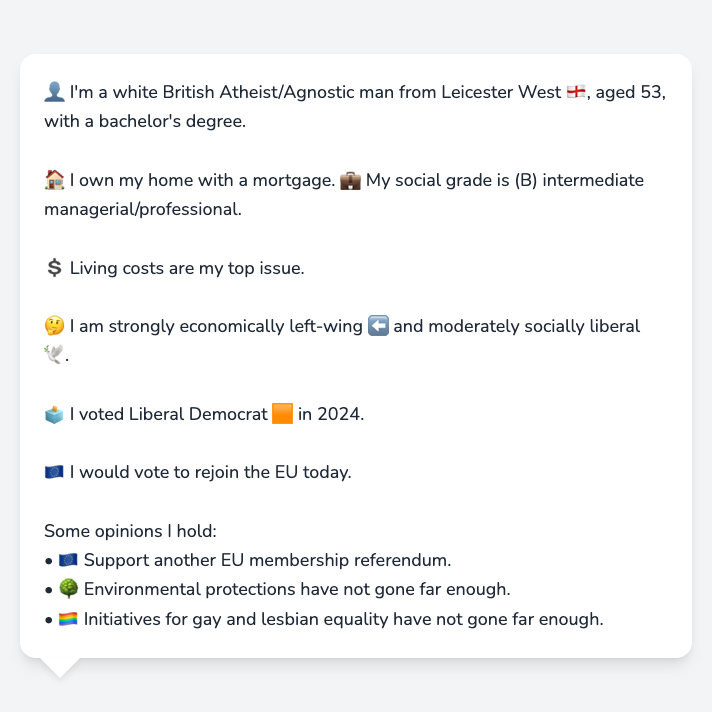 👤 I'm a white British Atheist/Agnostic man from Leicester West 🏴󠁧󠁢󠁥󠁮󠁧󠁿, aged 53,
with a bachelor's degree.
🏠 I own my home with a mortgage. 💼 My social grade is (B) intermediate
managerial/professional.
💲 Living costs are my top issue.
🤔 I am strongly economically left-wing ⬅️ and moderately socially liberal
🕊️.
🗳️ I voted Liberal Democrat 🟧 in 2024.
🇪🇺 I would vote to rejoin the EU today.
Some opinions I hold:
• 🇪🇺 Support another EU membership referendum.
• 🌳 Environmental protections have not gone far enough.
• 🏳️‍🌈 Initiatives for gay and lesbian equality have not gone far enough.